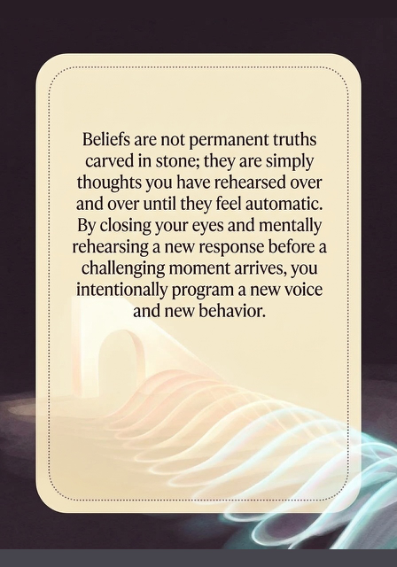 Beliefs are not permanent truths
carved in stone; they are simply
thoughts you have rehearsed over
and over until they feel automatic.
By closing your eyes and mentally
rehearsing a new response before a
challenging moment arrives, you
intentionally program a new voice
and new behavior.